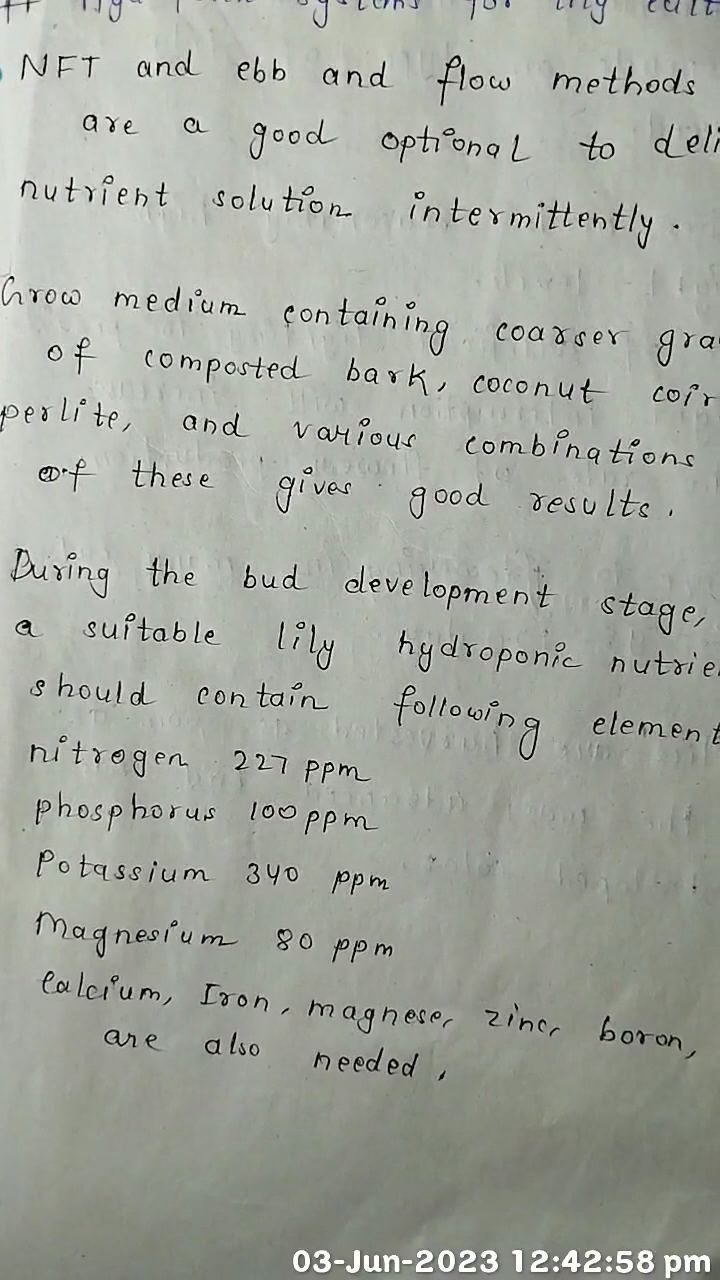 systems for lily
NFT and ebb and flow methods
are a good optional to deli
nutrient solution intermittently.
Grow medium containing coarser gra
of composted bark, coconut coir
perlite, and various combinations
of these gives good results.
During the bud development stage,
a suitable lily hydroponic nutrie
should contain following element
nitrogen 227 ppm
phosphorus 100 ppm
Potassium 340 ppm
Magnesium 80 ppm
Calcium, Iron, magnese, zinc, boron,
are also needed,
03-Jun-2023 12:42:58 pm